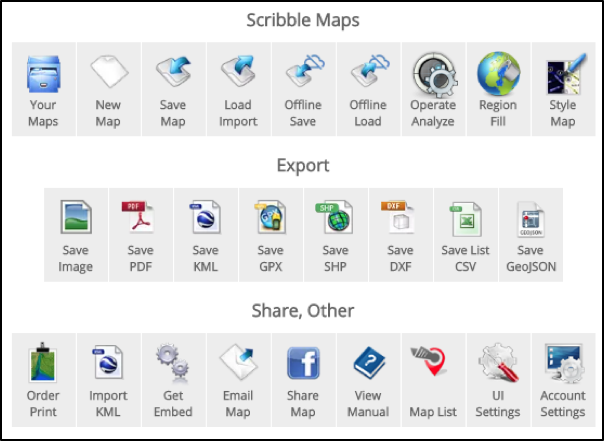 Scribble Maps
Your Maps
New Map
Save Map
Load Import
Offline Save
Offline Load
Operate Analyze
Region Fill
Style Map
Export
PDF
KML
SHP
DXF
GEOJSON
Save Image
Save PDF
Save KML
Save GPX
Save SHP
Save DXF
Save List CSV
Save GeoJSON
Share, Other
Order Print
Import KML
Get Embed
Email Map
Share Map
View Manual
Map List
UI Settings
Account Settings